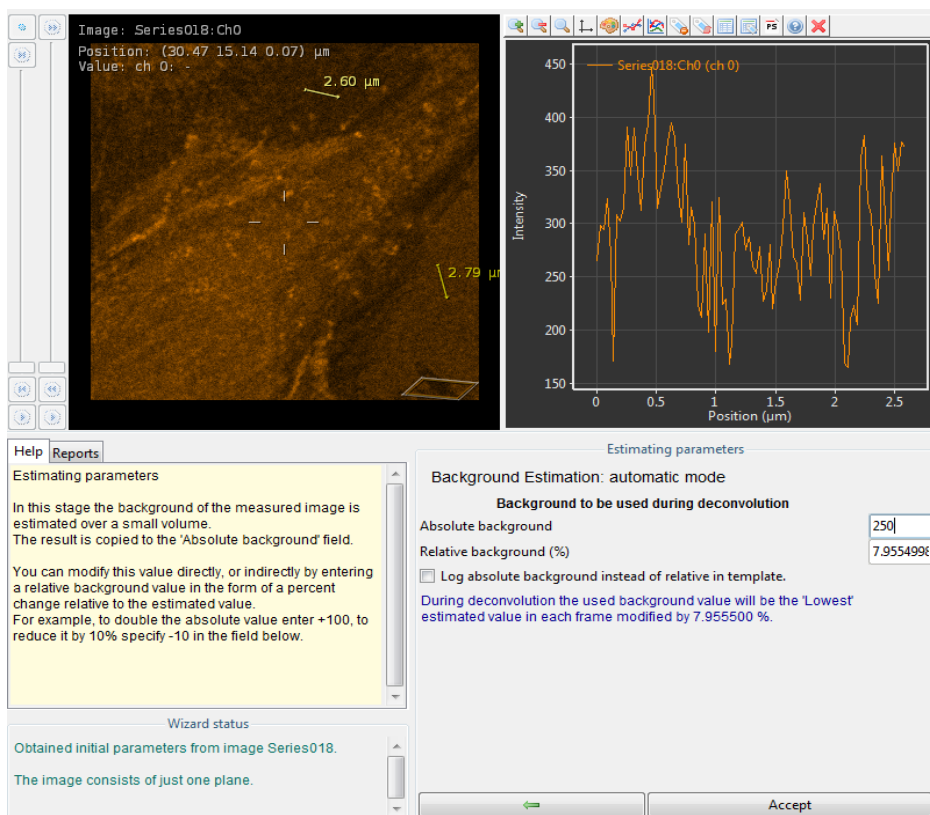 Image: Series018:Ch0
Position: (30.47 15.14 0.07) µm
Value: ch 0: -
2.60 µm
2.79 µm
PS
Series018:Ch0 (ch 0)
450
400
350
300
250
200
150
Intensity
0
0.5
1
1.5
2
2.5
Position (µm)
Help
Reports
Estimating parameters
In this stage the background of the measured image is
estimated over a small volume.
The result is copied to the 'Absolute background' field.
You can modify this value directly, or indirectly by entering
a relative background value in the form of a percent
change relative to the estimated value.
For example, to double the absolute value enter +100, to
reduce it by 10% specify -10 in the field below.
Wizard status
Obtained initial parameters from image Series018.
The image consists of just one plane.
Estimating parameters
Background Estimation: automatic mode
Background to be used during deconvolution
Absolute background
250
Relative background (%)
7.9554998
Log absolute background instead of relative in template.
During deconvolution the used background value will be the 'Lowest'
estimated value in each frame modified by 7.955500 %.
Accept